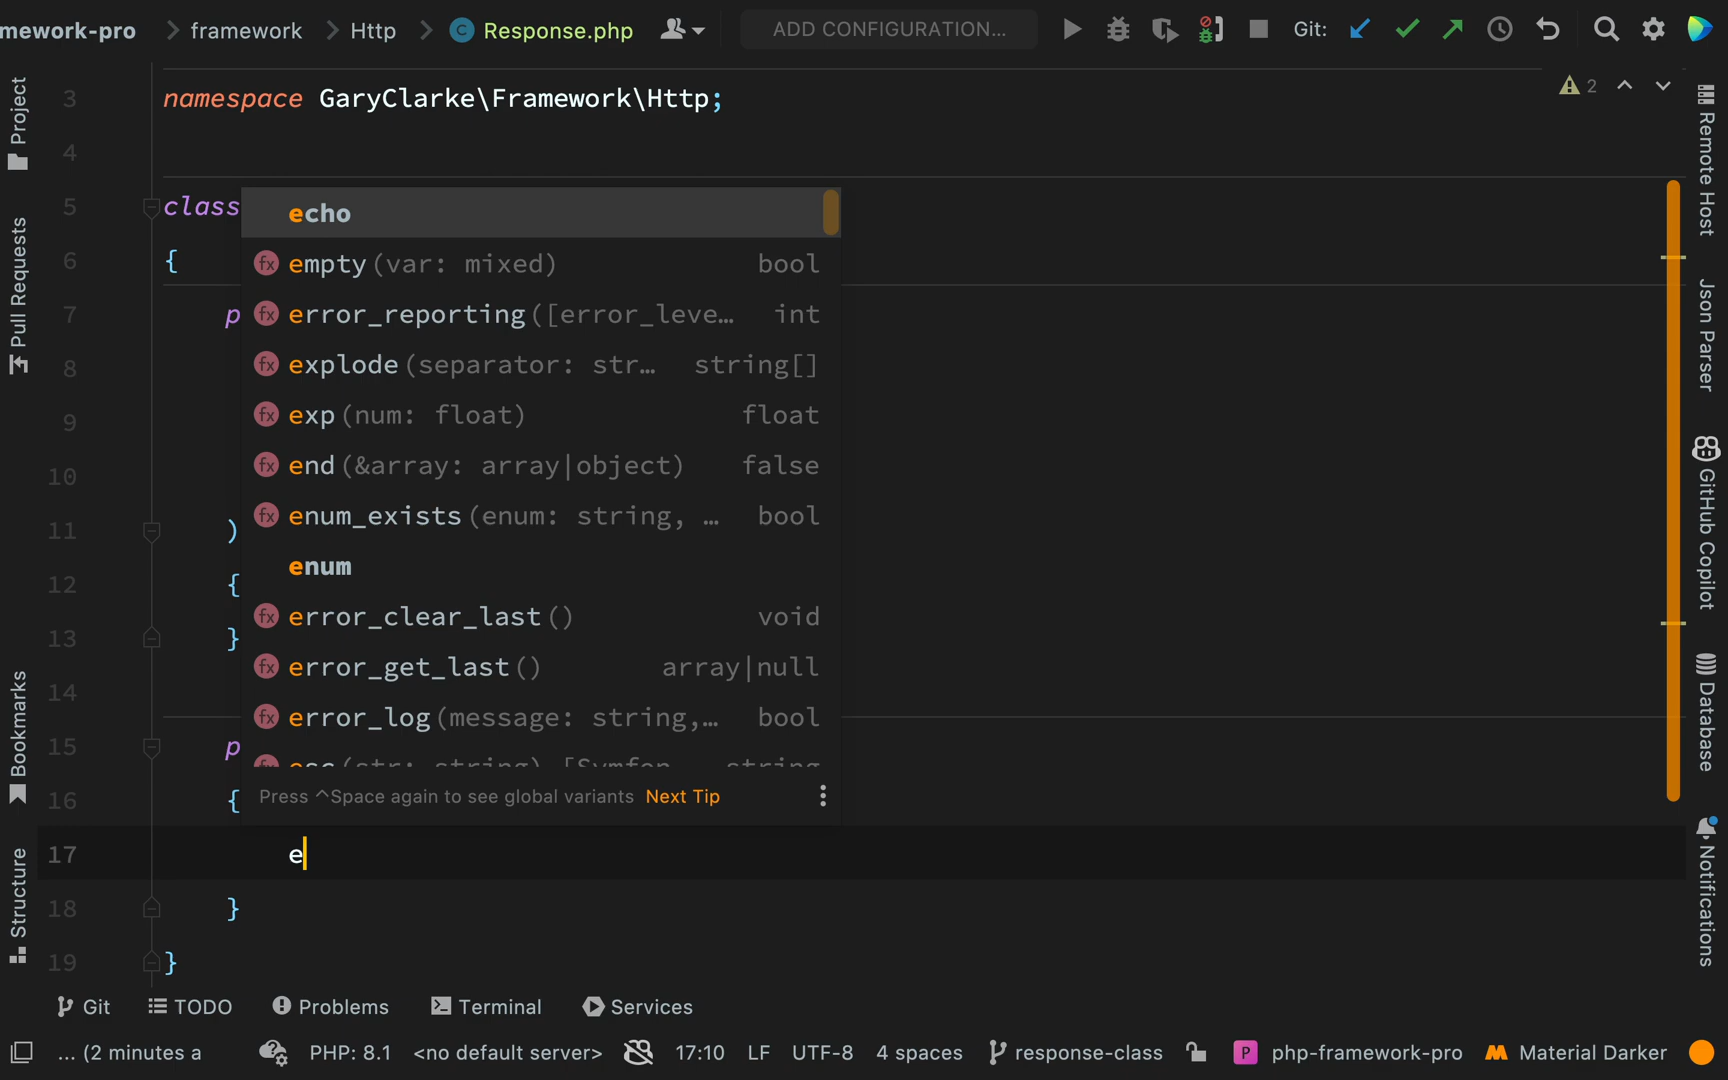 mework-pro framework Http Response.php ADD CONFIGURATION... Git:
Project
Pull Requests
Bookmarks
Structure
3 namespace GaryClarke\Framework\Http;
2
4
5 class
6 {
7 p
8
9
10
11 )
12 {
13 }
14
15 p
16 {
17 e
18 }
19 }
echo
empty(var: mixed) bool
error_reporting([error_leve… int
explode(separator: str… string[]
exp(num: float) float
end(&array: array|object) false
enum_exists(enum: string, … bool
enum
error_clear_last() void
error_get_last() array|null
error_log(message: string,… bool
esc(str: string) [Symfon… string
Press ^Space again to see global variants Next Tip
Remote Host
Json Parser
GitHub Copilot
Database
Notifications
Git TODO Problems Terminal Services
... (2 minutes a PHP: 8.1 <no default server> 17:10 LF UTF-8 4 spaces response-class P php-framework-pro Material Darker